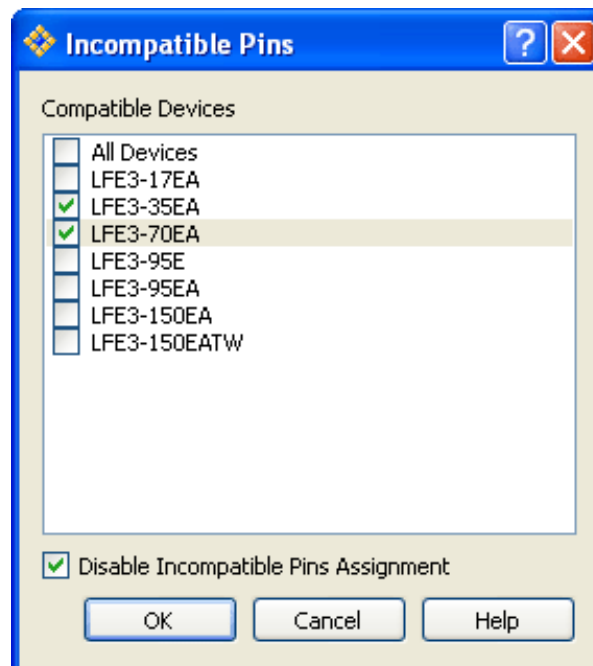 Incompatible Pins
Compatible Devices
All Devices
LFE3-17EA
LFE3-35EA
LFE3-70EA
LFE3-95E
LFE3-95EA
LFE3-150EA
LFE3-150EATW
Disable Incompatible Pins Assignment
OK Cancel Help